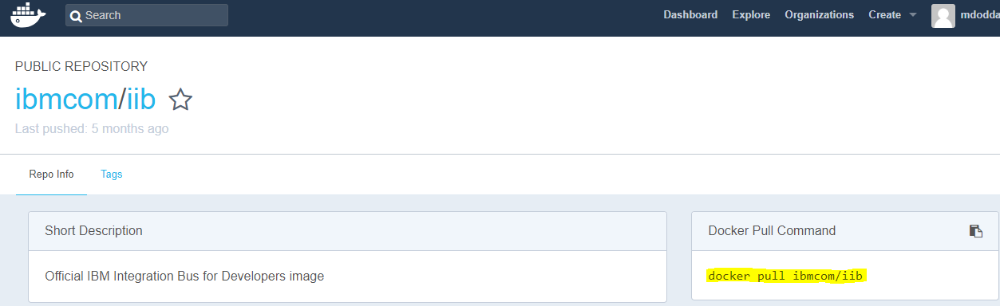 Search Dashboard Explore Organizations Create mdodda
PUBLIC REPOSITORY
ibmcom/iib
Last pushed: 5 months ago
Repo Info Tags
Short Description
Docker Pull Command
Official IBM Integration Bus for Developers image
docker pull ibmcom/iib